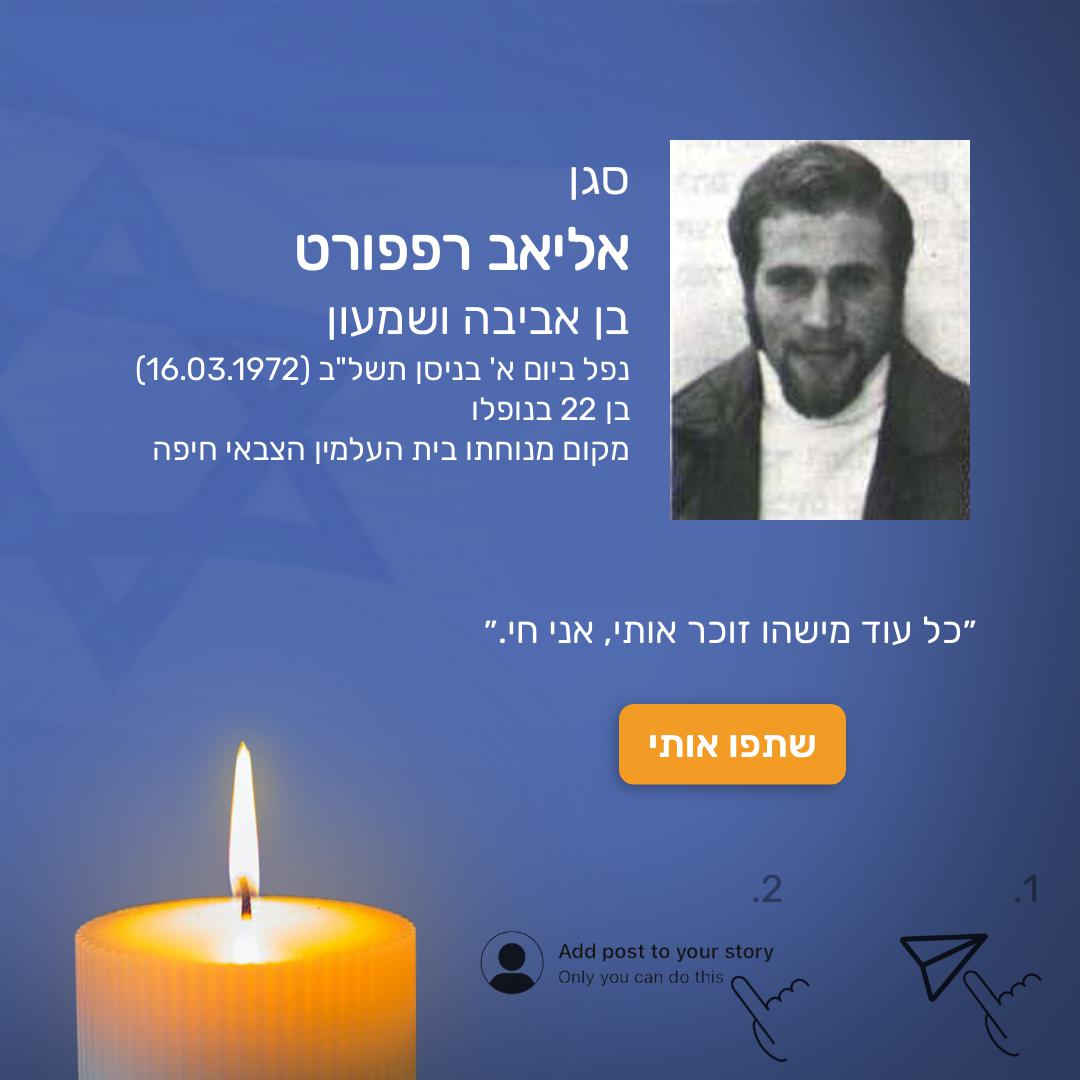 סגן
אליאב רפפורט
בן אביבה ושמעון
נפל ביום א' בניסן תשל"ב (16.03.1972)
בן 22 בנופלו
מקום מנוחתו בית העלמין הצבאי חיפה
״כל עוד מישהו זוכר אותי, אני חי.״
שתפו אותי
1.
2.
Add post to your story
Only you can do this